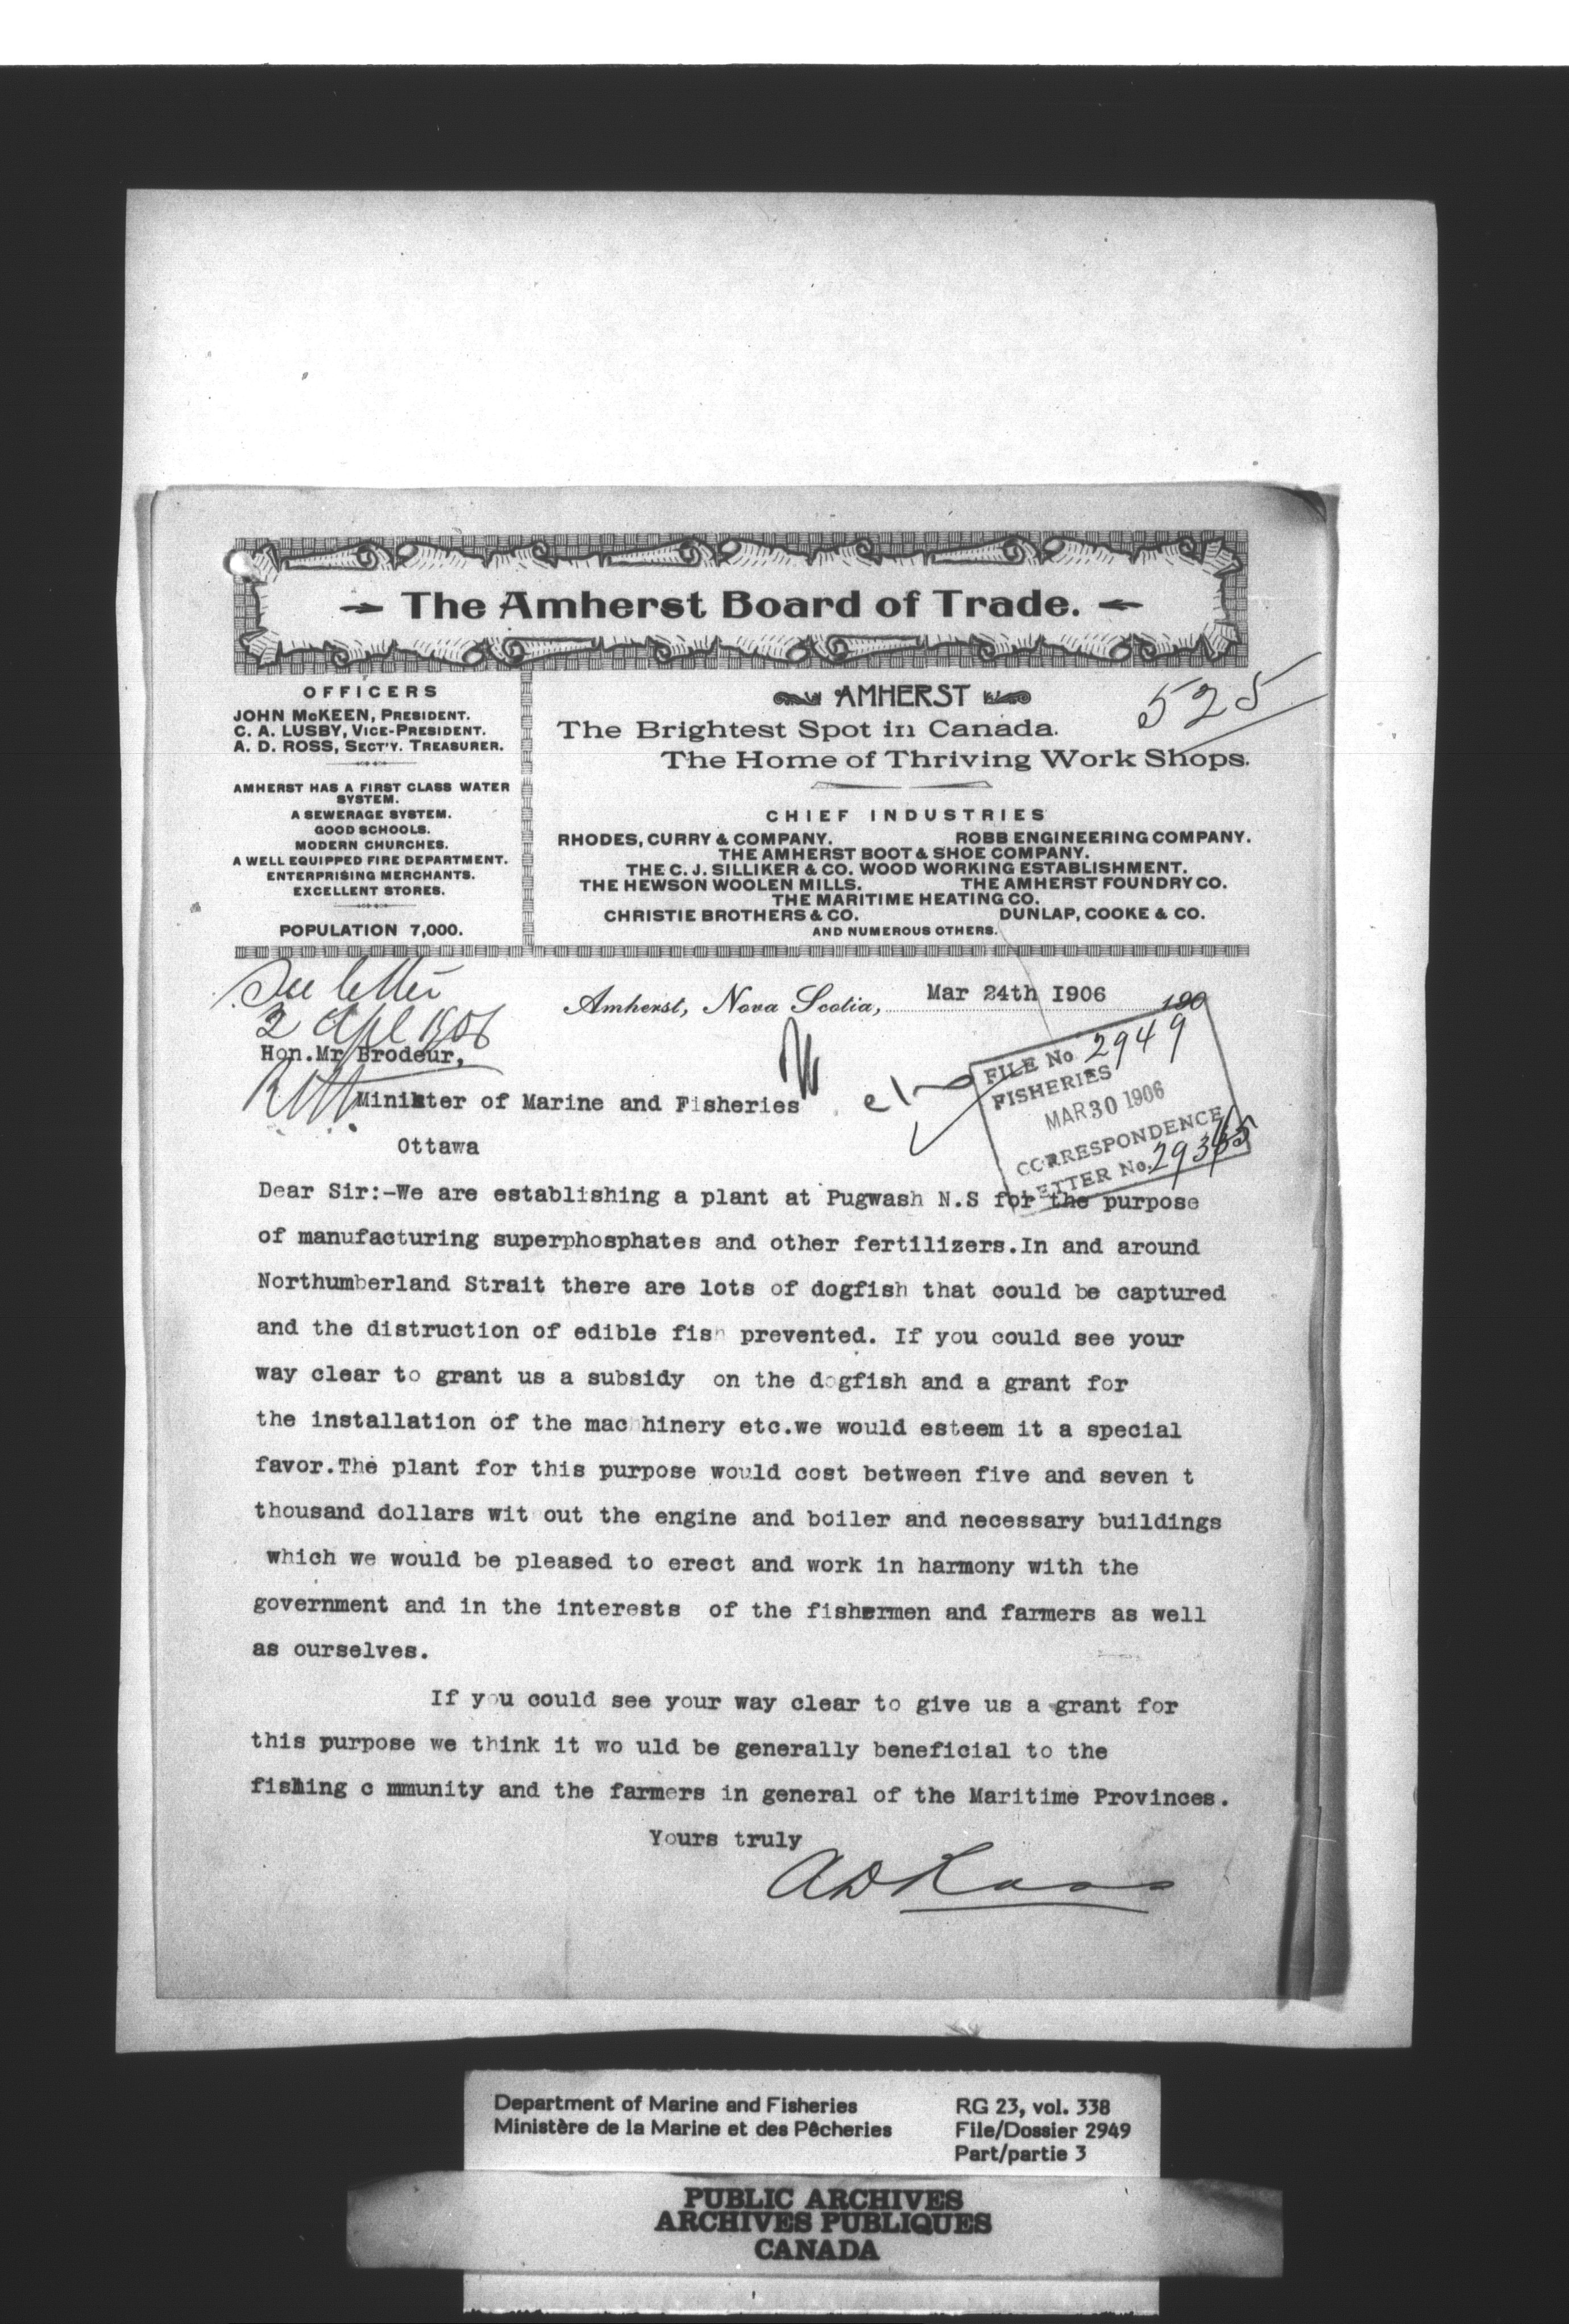 The Amherst Board of Trade.
OFFICERS
JOHN McKEEN, PRESIDENT.
C. A. LUSBY, VICE-PRESIDENT.
A. D. ROSS, SECT'Y. TREASURER.
AMHERST HAS A FIRST CLASS WATER
SYSTEM.
A SEWERAGE SYSTEM.
GOOD SCHOOLS.
MODERN CHURCHES.
A WELL EQUIPPED FIRE DEPARTMENT.
ENTERPRISING MERCHANTS.
EXCELLENT STORES.
POPULATION 7,000.
AMHERST
The Brightest Spot in Canada.
The Home of Thriving Work Shops.
525
CHIEF INDUSTRIES
RHODES, CURRY & COMPANY. ROBB ENGINEERING COMPANY.
THE AMHERST BOOT & SHOE COMPANY.
THE C. J. SILLIKER & CO. WOOD WORKING ESTABLISHMENT.
THE HEWSON WOOLEN MILLS. THE AMHERST FOUNDRY CO.
THE MARITIME HEATING CO.
CHRISTIE BROTHERS & CO. DUNLAP, COOKE & CO.
AND NUMEROUS OTHERS.
See letter
2 Apl 1906
Amherst, Nova Scotia, Mar 24th I906 190
FILE No 2949
FISHERIES
MAR 30 1906
CORRESPONDENCE
LETTER No.
Hon.Mr Brodeur,
Minister of Marine and Fisheries
Ottawa
Dear Sir:-We are establishing a plant at Pugwash N.S for the purpose
of manufacturing superphosphates and other fertilizers.In and around
Northumberland Strait there are lots of dogfish that could be captured
and the distruction of edible fish prevented. If you could see your
way clear to grant us a subsidy on the dogfish and a grant for
the installation of the mac hinery etc.we would esteem it a special
favor.The plant for this purpose would cost between five and seven t
thousand dollars wit out the engine and boiler and necessary buildings
which we would be pleased to erect and work in harmony with the
government and in the interests of the fishermen and farmers as well
as ourselves.
If you could see your way clear to give us a grant for
this purpose we think it wo uld be generally beneficial to the
fishing c mmunity and the farmers in general of the Maritime Provinces.
Yours truly
A D Ross
Department of Marine and Fisheries RG 23, vol. 338
Ministère de la Marine et des Pêcheries File/Dossier 2949
Part/partie 3
PUBLIC ARCHIVES
ARCHIVES PUBLIQUES
CANADA